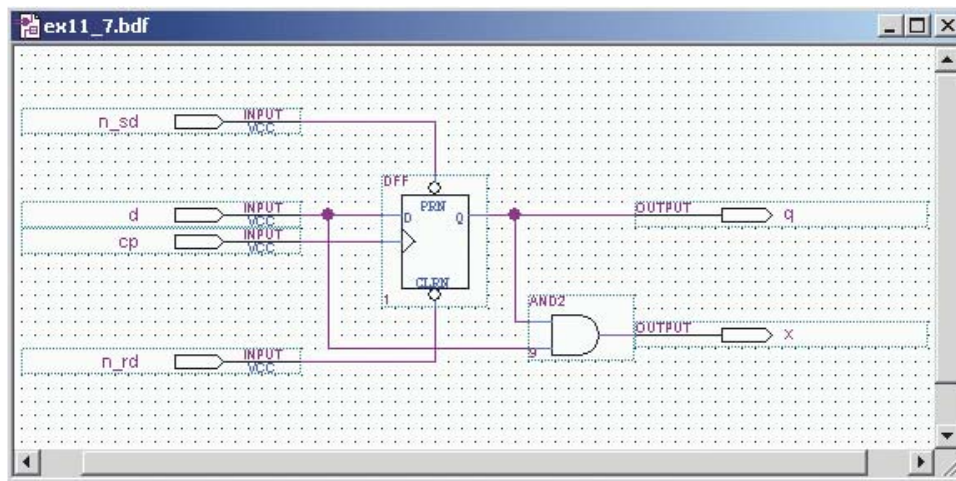 ex11_7.bdf
n_sd INPUT
VCC
DFF
PRN
d INPUT
VCC
D Q
OUTPUT q
cp INPUT
VCC
CLRN
1
AND2
OUTPUT x
9
n_rd INPUT
VCC